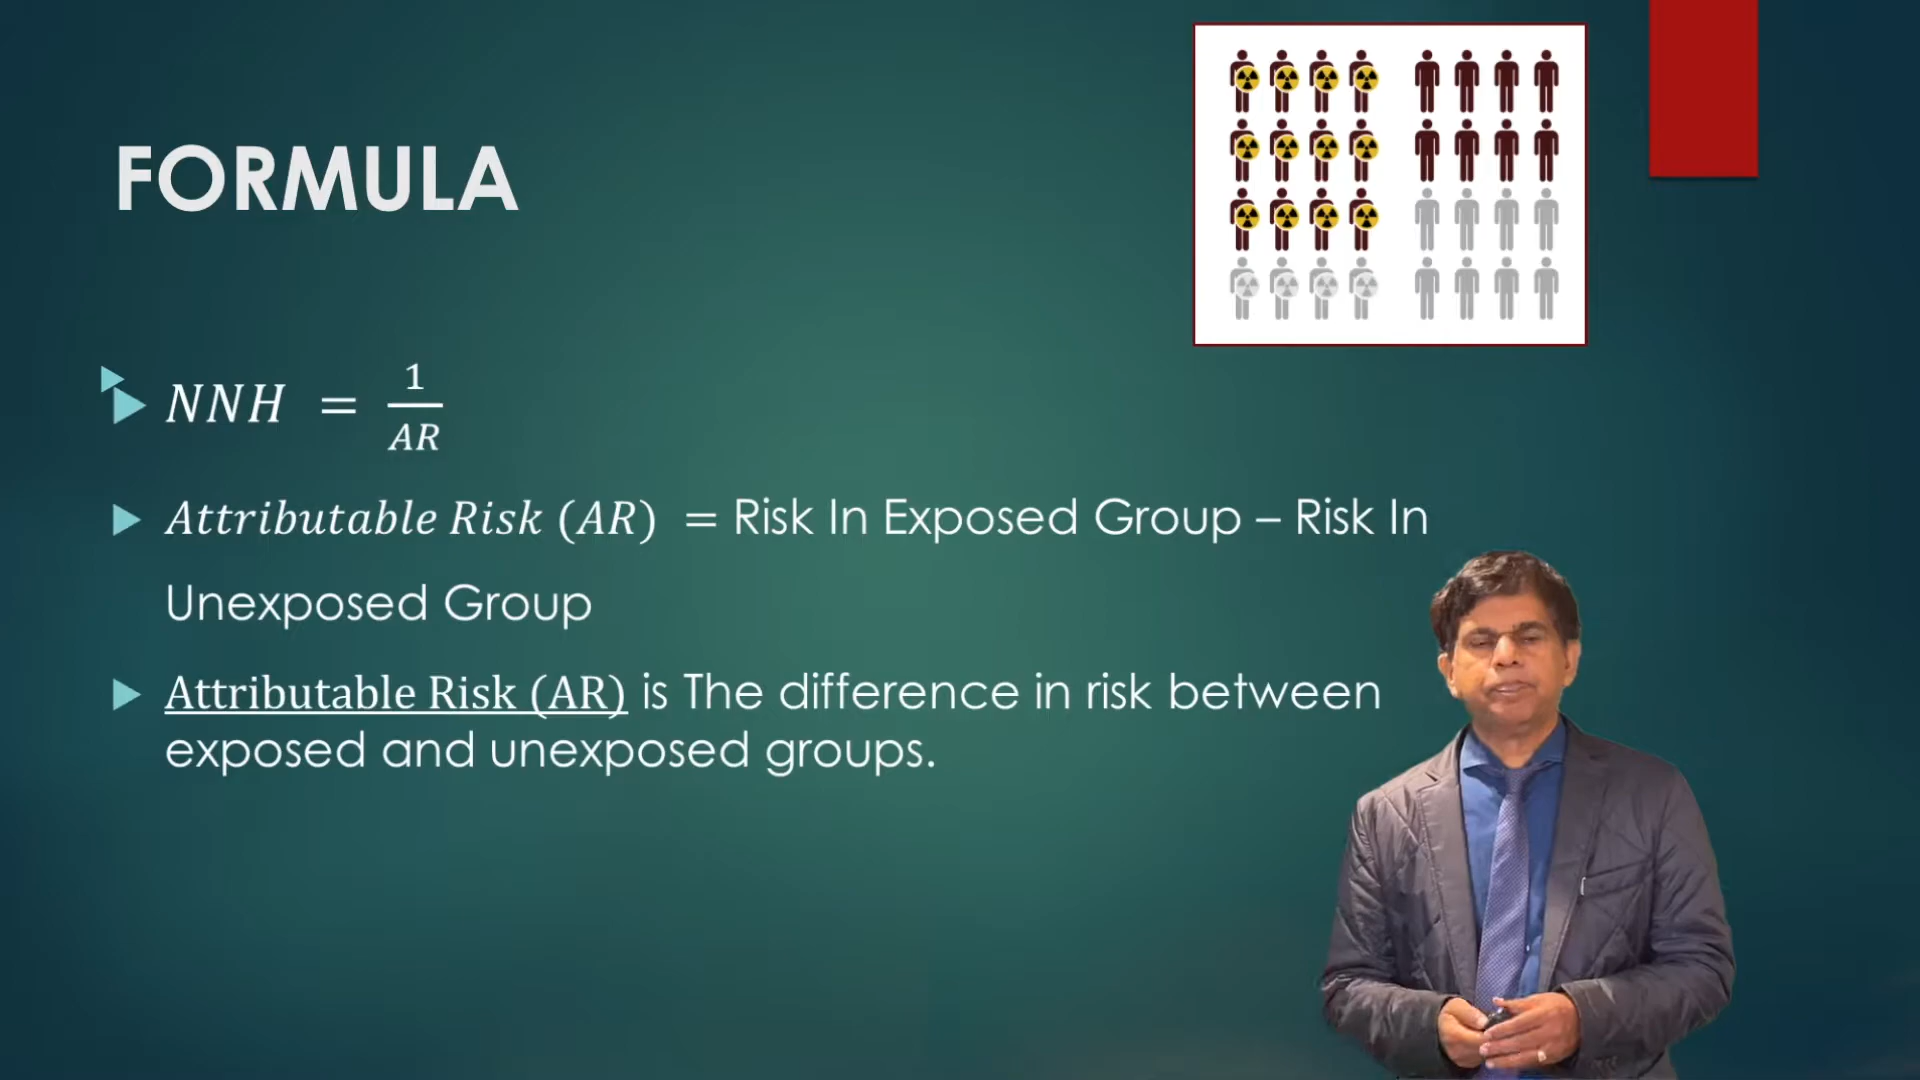 FORMULA
NNH = 1/AR
Attributable Risk (AR) = Risk In Exposed Group – Risk In
Unexposed Group
Attributable Risk (AR) is The difference in risk between
exposed and unexposed groups.